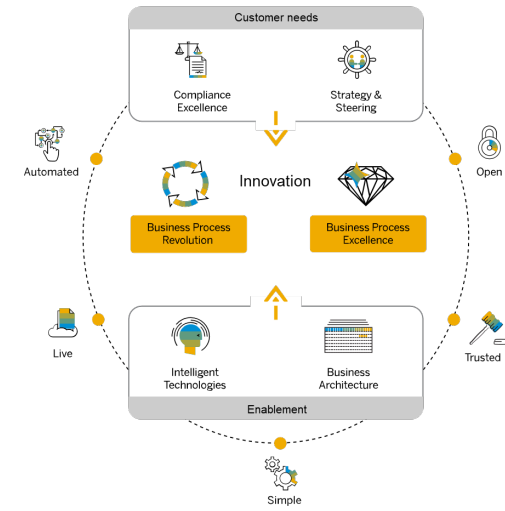 Customer needs
Compliance
Excellence
Strategy &
Steering
Automated
Open
Innovation
Business Process
Revolution
Business Process
Excellence
Live
Trusted
Intelligent
Technologies
Business
Architecture
Enablement
Simple